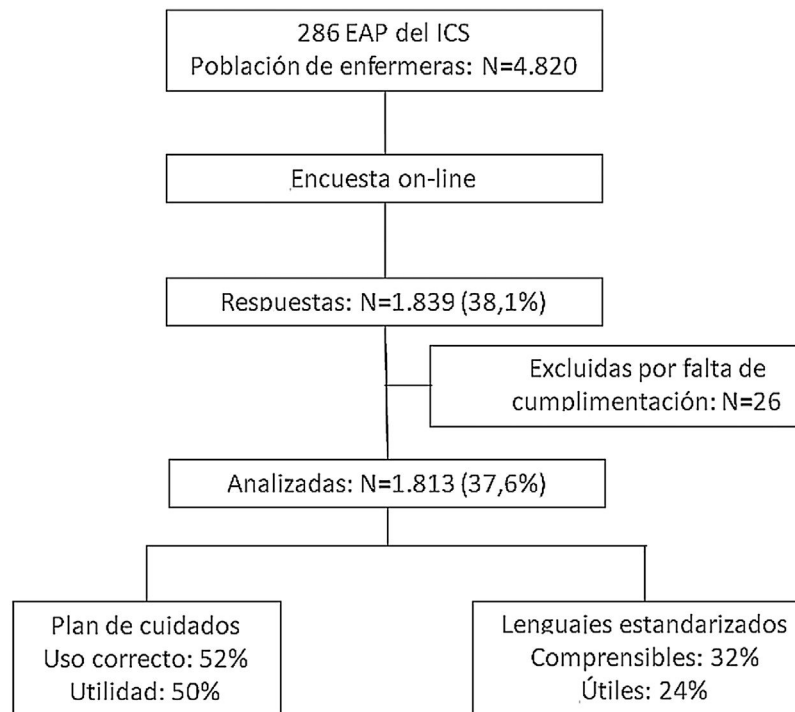 286 EAP del ICS
Población de enfermeras: N=4.820
Encuesta on-line
Respuestas: N=1.839 (38,1%)
Excluidas por falta de
cumplimentación: N=26
Analizadas: N=1.813 (37,6%)
Plan de cuidados
Uso correcto: 52%
Utilidad: 50%
Lenguajes estandarizados
Comprensibles: 32%
Útiles: 24%